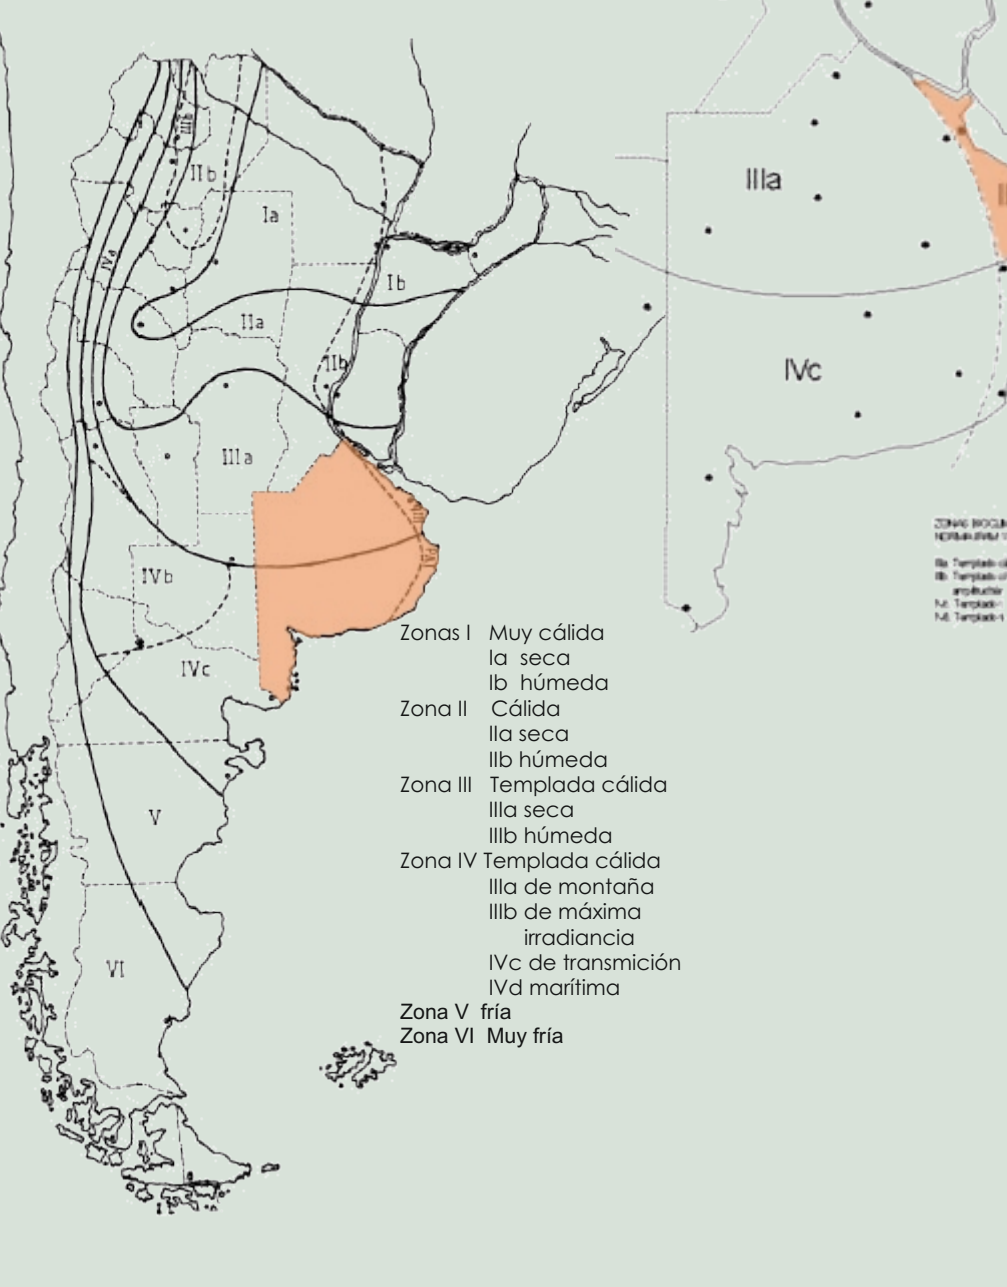 IIb
Ia
IVa
Ib
IIa
IIb
IIIa
IVb
IVc
V
VI
IIIa
IVc
Zonas I   Muy cálida
Ia  seca
Ib  húmeda
Zona II    Cálida
IIa seca
IIb húmeda
Zona III   Templada cálida
IIIa seca
IIIb húmeda
Zona IV Templada cálida
IIIa de montaña
IIIb de máxima
irradiancia
IVc de transmición
IVd marítima
Zona V  fría
Zona VI  Muy fría